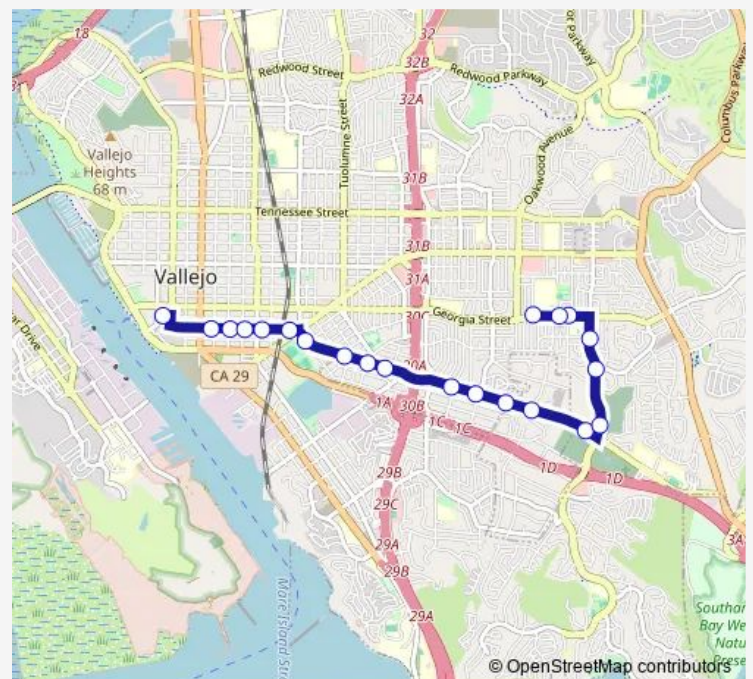 18
32
Redwood Street
32B
Redwood Parkway
32A
Columbus Parkway
Vallejo
Heights
68 m
Tuolumne Street
Oakwood Avenue
31B
Tennessee Street
31B
31A
Vallejo
Georgia Street
CA 29
30B
1A
1C
1C
29B
1D
1D
29C
29A
29B
3A
29A
© OpenStreetMap contributors